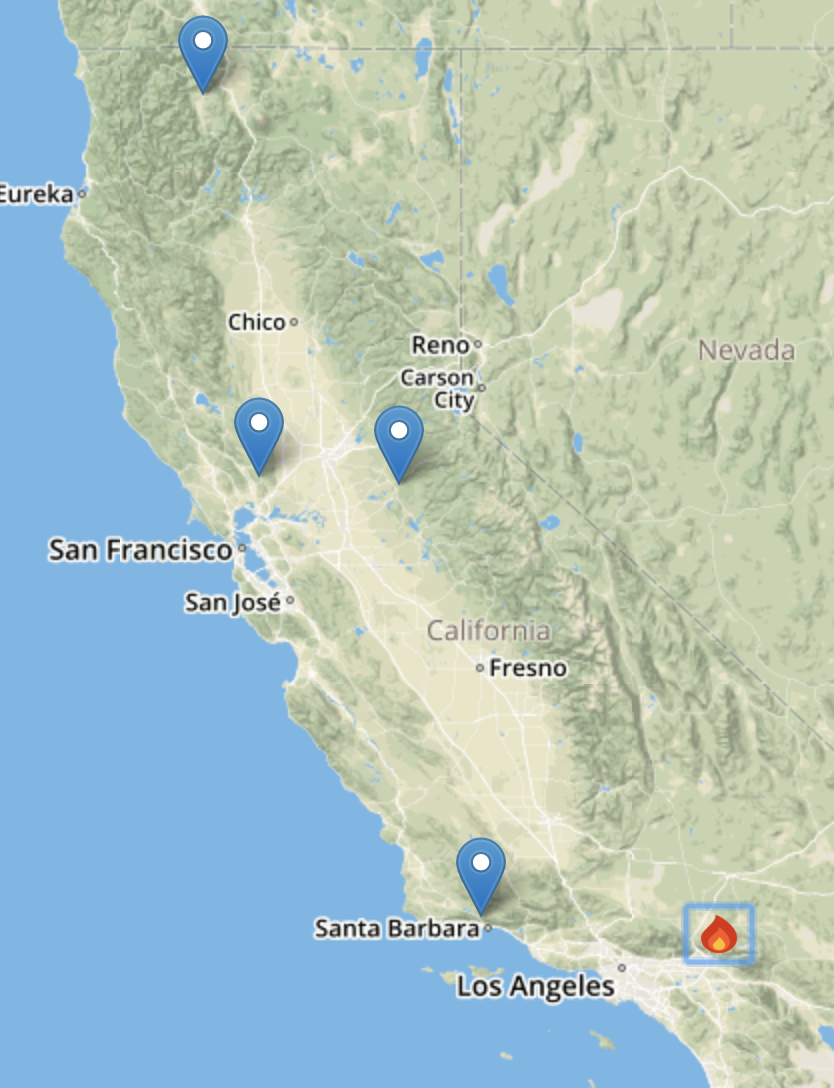 Eureka
Chico
Reno
Carson
City
Nevada
San Francisco
San José
California
Fresno
Santa Barbara
Los Angeles